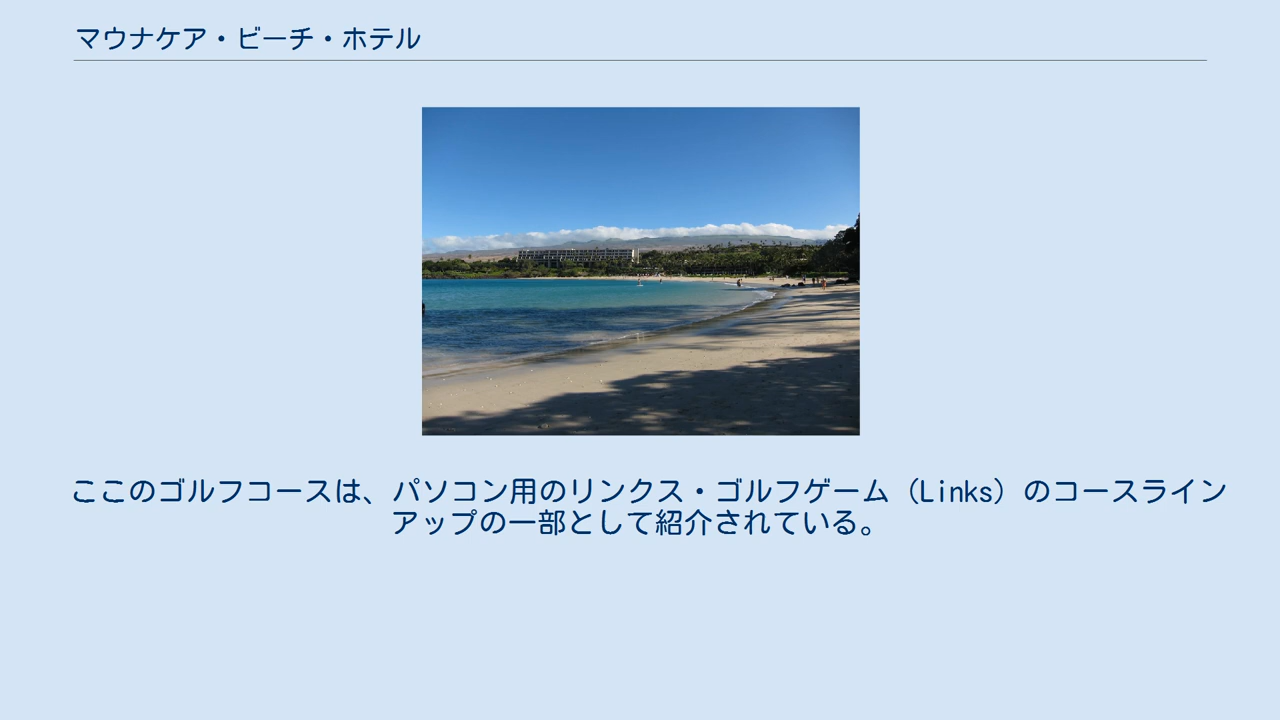 マウナケア・ビーチ・ホテル
ここのゴルフコースは、パソコン用のリンクス・ゴルフゲーム（Links）のコースライン
アップの一部として紹介されている。